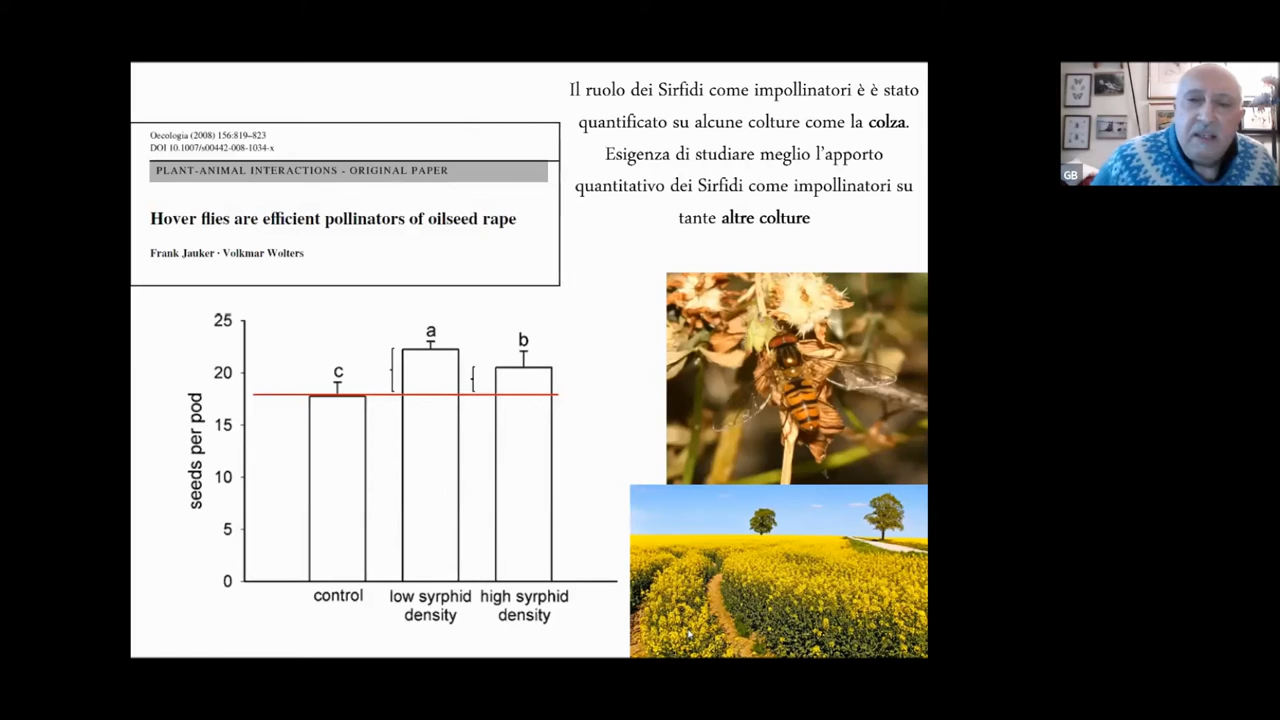 Il ruolo dei Sirfidi come impollinatori è è stato
quantificato su alcune colture come la colza.
Esigenza di studiare meglio l'apporto
quantitativo dei Sirfidi come impollinatori su
tante altre colture
Oecologia (2008) 156:819–823
DOI 10.1007/s00442-008-1034-x
PLANT-ANIMAL INTERACTIONS - ORIGINAL PAPER
Hover flies are efficient pollinators of oilseed rape
Frank Jauker · Volkmar Wolters
seeds per pod
25
20
15
10
5
0
c
a
b
control
low syrphid
density
high syrphid
density
GB